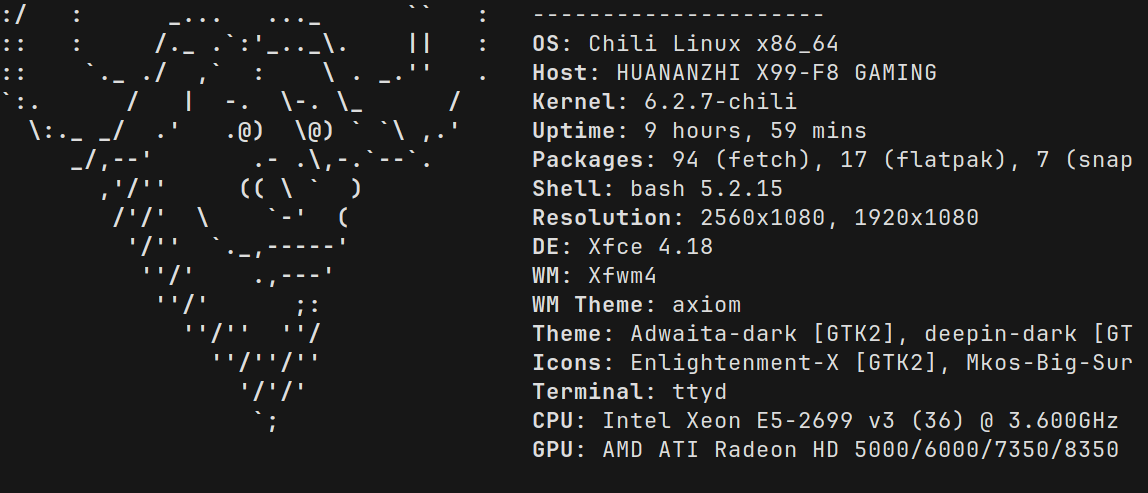 ---------------------
OS: Chili Linux x86_64
Host: HUANANZHI X99-F8 GAMING
Kernel: 6.2.7-chili
Uptime: 9 hours, 59 mins
Packages: 94 (fetch), 17 (flatpak), 7 (snap
Shell: bash 5.2.15
Resolution: 2560x1080, 1920x1080
DE: Xfce 4.18
WM: Xfwm4
WM Theme: axiom
Theme: Adwaita-dark [GTK2], deepin-dark [GT
Icons: Enlightenment-X [GTK2], Mkos-Big-Sur
Terminal: ttyd
CPU: Intel Xeon E5-2699 v3 (36) @ 3.600GHz
GPU: AMD ATI Radeon HD 5000/6000/7350/8350